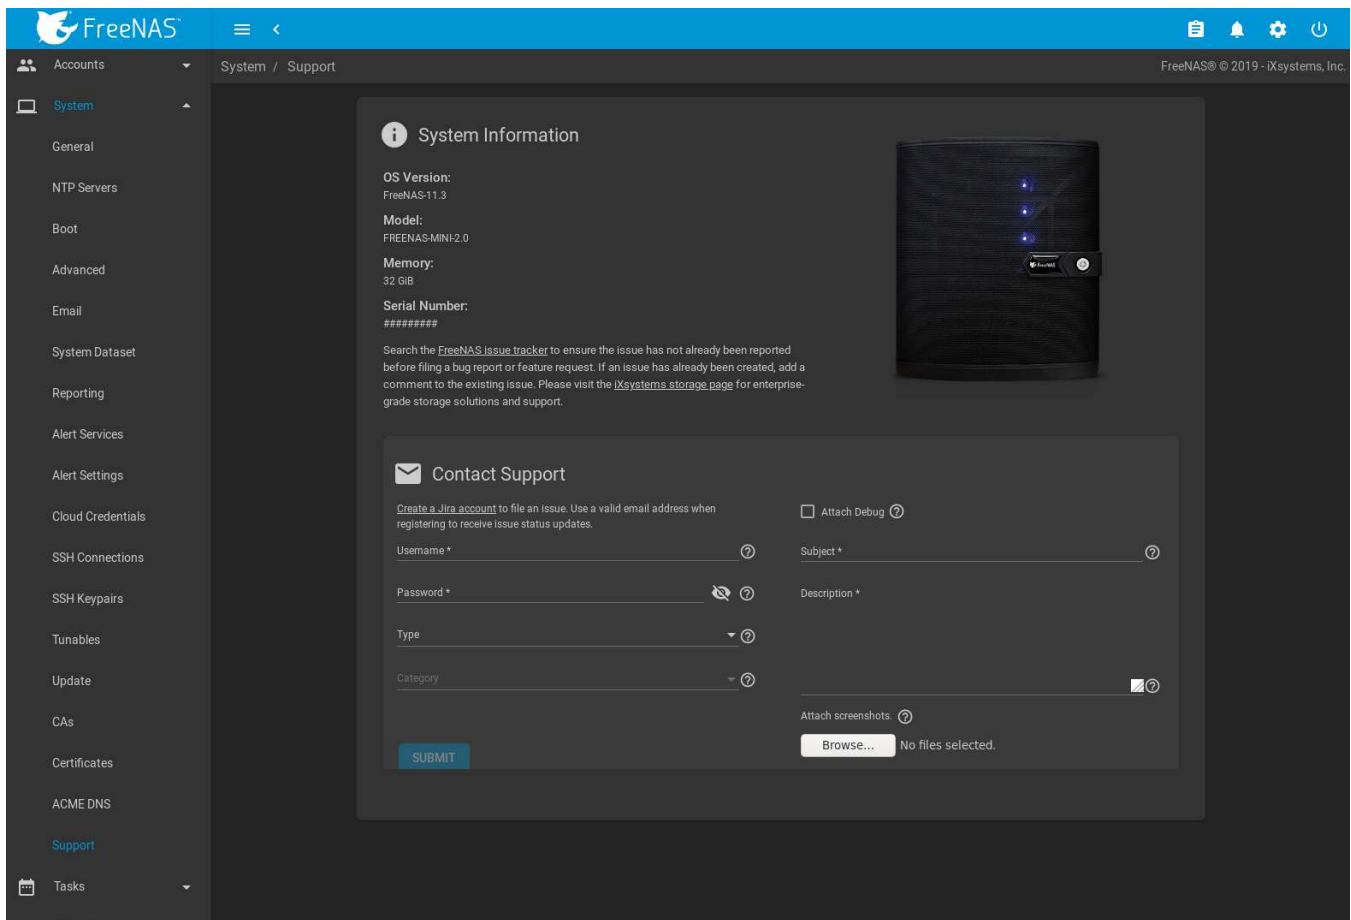 FreeNAS™
Accounts
System / Support
FreeNAS® © 2019 - iXsystems, Inc.
System
General
NTP Servers
Boot
Advanced
Email
System Dataset
Reporting
Alert Services
Alert Settings
Cloud Credentials
SSH Connections
SSH Keypairs
Tunables
Update
CAs
Certificates
ACME DNS
Support
Tasks
System Information
OS Version:
FreeNAS-11.3
Model:
FREENAS-MINI-2.0
Memory:
32 GiB
Serial Number:
#########
Search the FreeNAS issue tracker to ensure the issue has not already been reported
before filing a bug report or feature request. If an issue has already been created, add a
comment to the existing issue. Please visit the iXsystems storage page for enterprise-
grade storage solutions and support.
FreeNAS
Contact Support
Create a Jira account to file an issue. Use a valid email address when
registering to receive issue status updates.
Username *
Password *
Type
Category
SUBMIT
Attach Debug
Subject *
Description *
Attach screenshots.
Browse... No files selected.